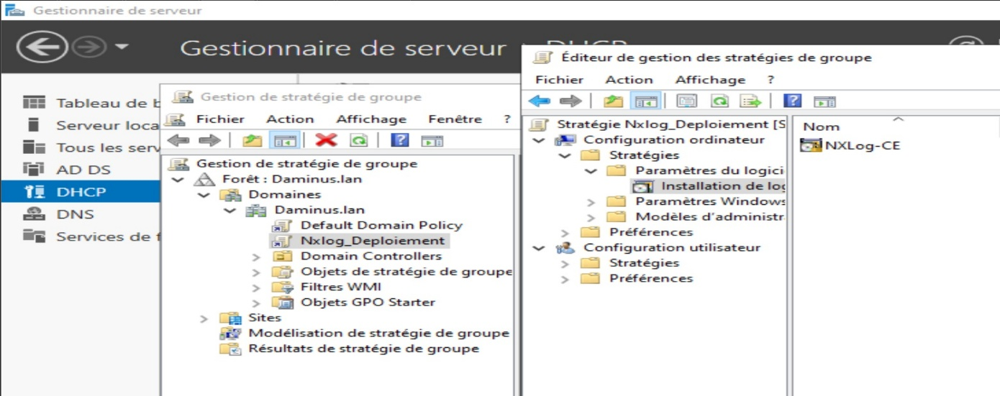 Gestionnaire de serveur
Gestionnaire de serveur
Tableau de b
Serveur loca
Tous les serv
AD DS
DHCP
DNS
Services de f
Gestion de stratégie de groupe
Fichier Action Affichage Fenêtre ?
Gestion de stratégie de groupe
Forêt : Daminus.lan
Domaines
Daminus.lan
Default Domain Policy
Nxlog_Deploiement
Domain Controllers
Objets de stratégie de groupe
Filtres WMI
Objets GPO Starter
Sites
Modélisation de stratégie de groupe
Résultats de stratégie de groupe
Éditeur de gestion des stratégies de groupe
Fichier Action Affichage ?
Stratégie Nxlog_Deploiement [S
Configuration ordinateur
Stratégies
Paramètres du logici
Installation de log
Paramètres Windows
Modèles d'administr
Préférences
Configuration utilisateur
Stratégies
Préférences
Nom
NXLog-CE